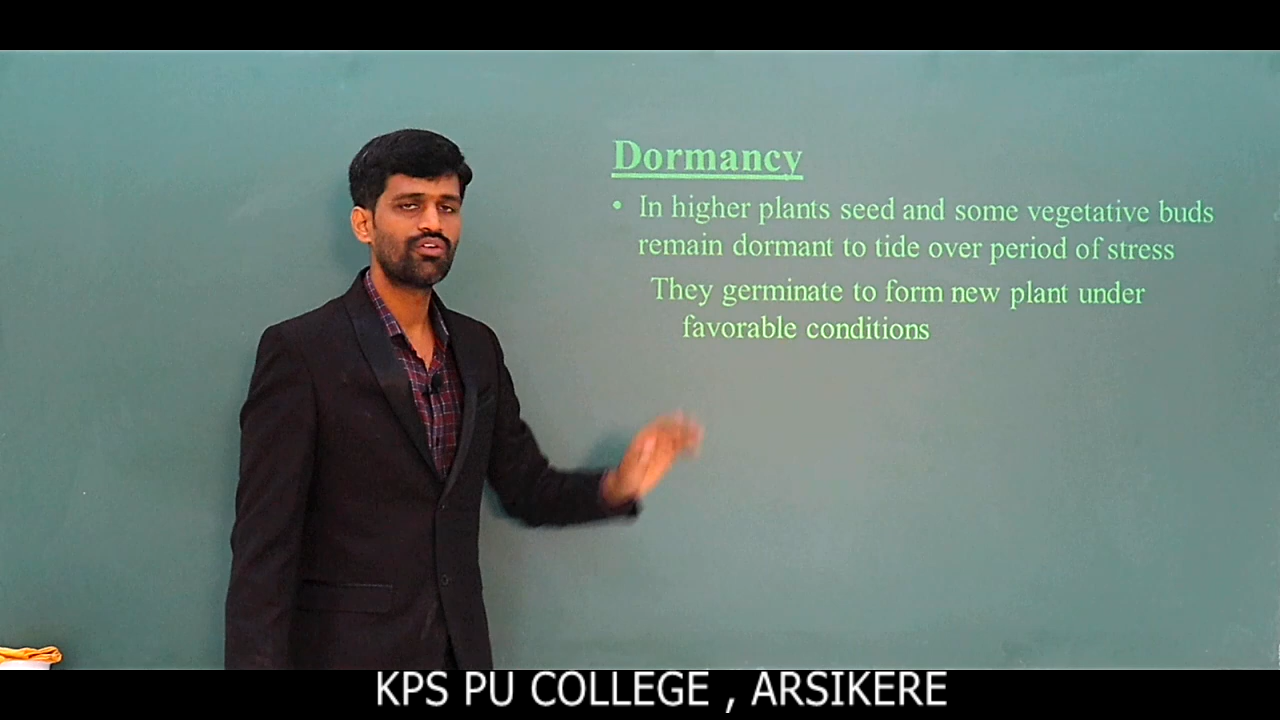 Dormancy
• In higher plants seed and some vegetative buds
remain dormant to tide over period of stress
They germinate to form new plant under
favorable conditions
KPS PU COLLEGE , ARSIKERE